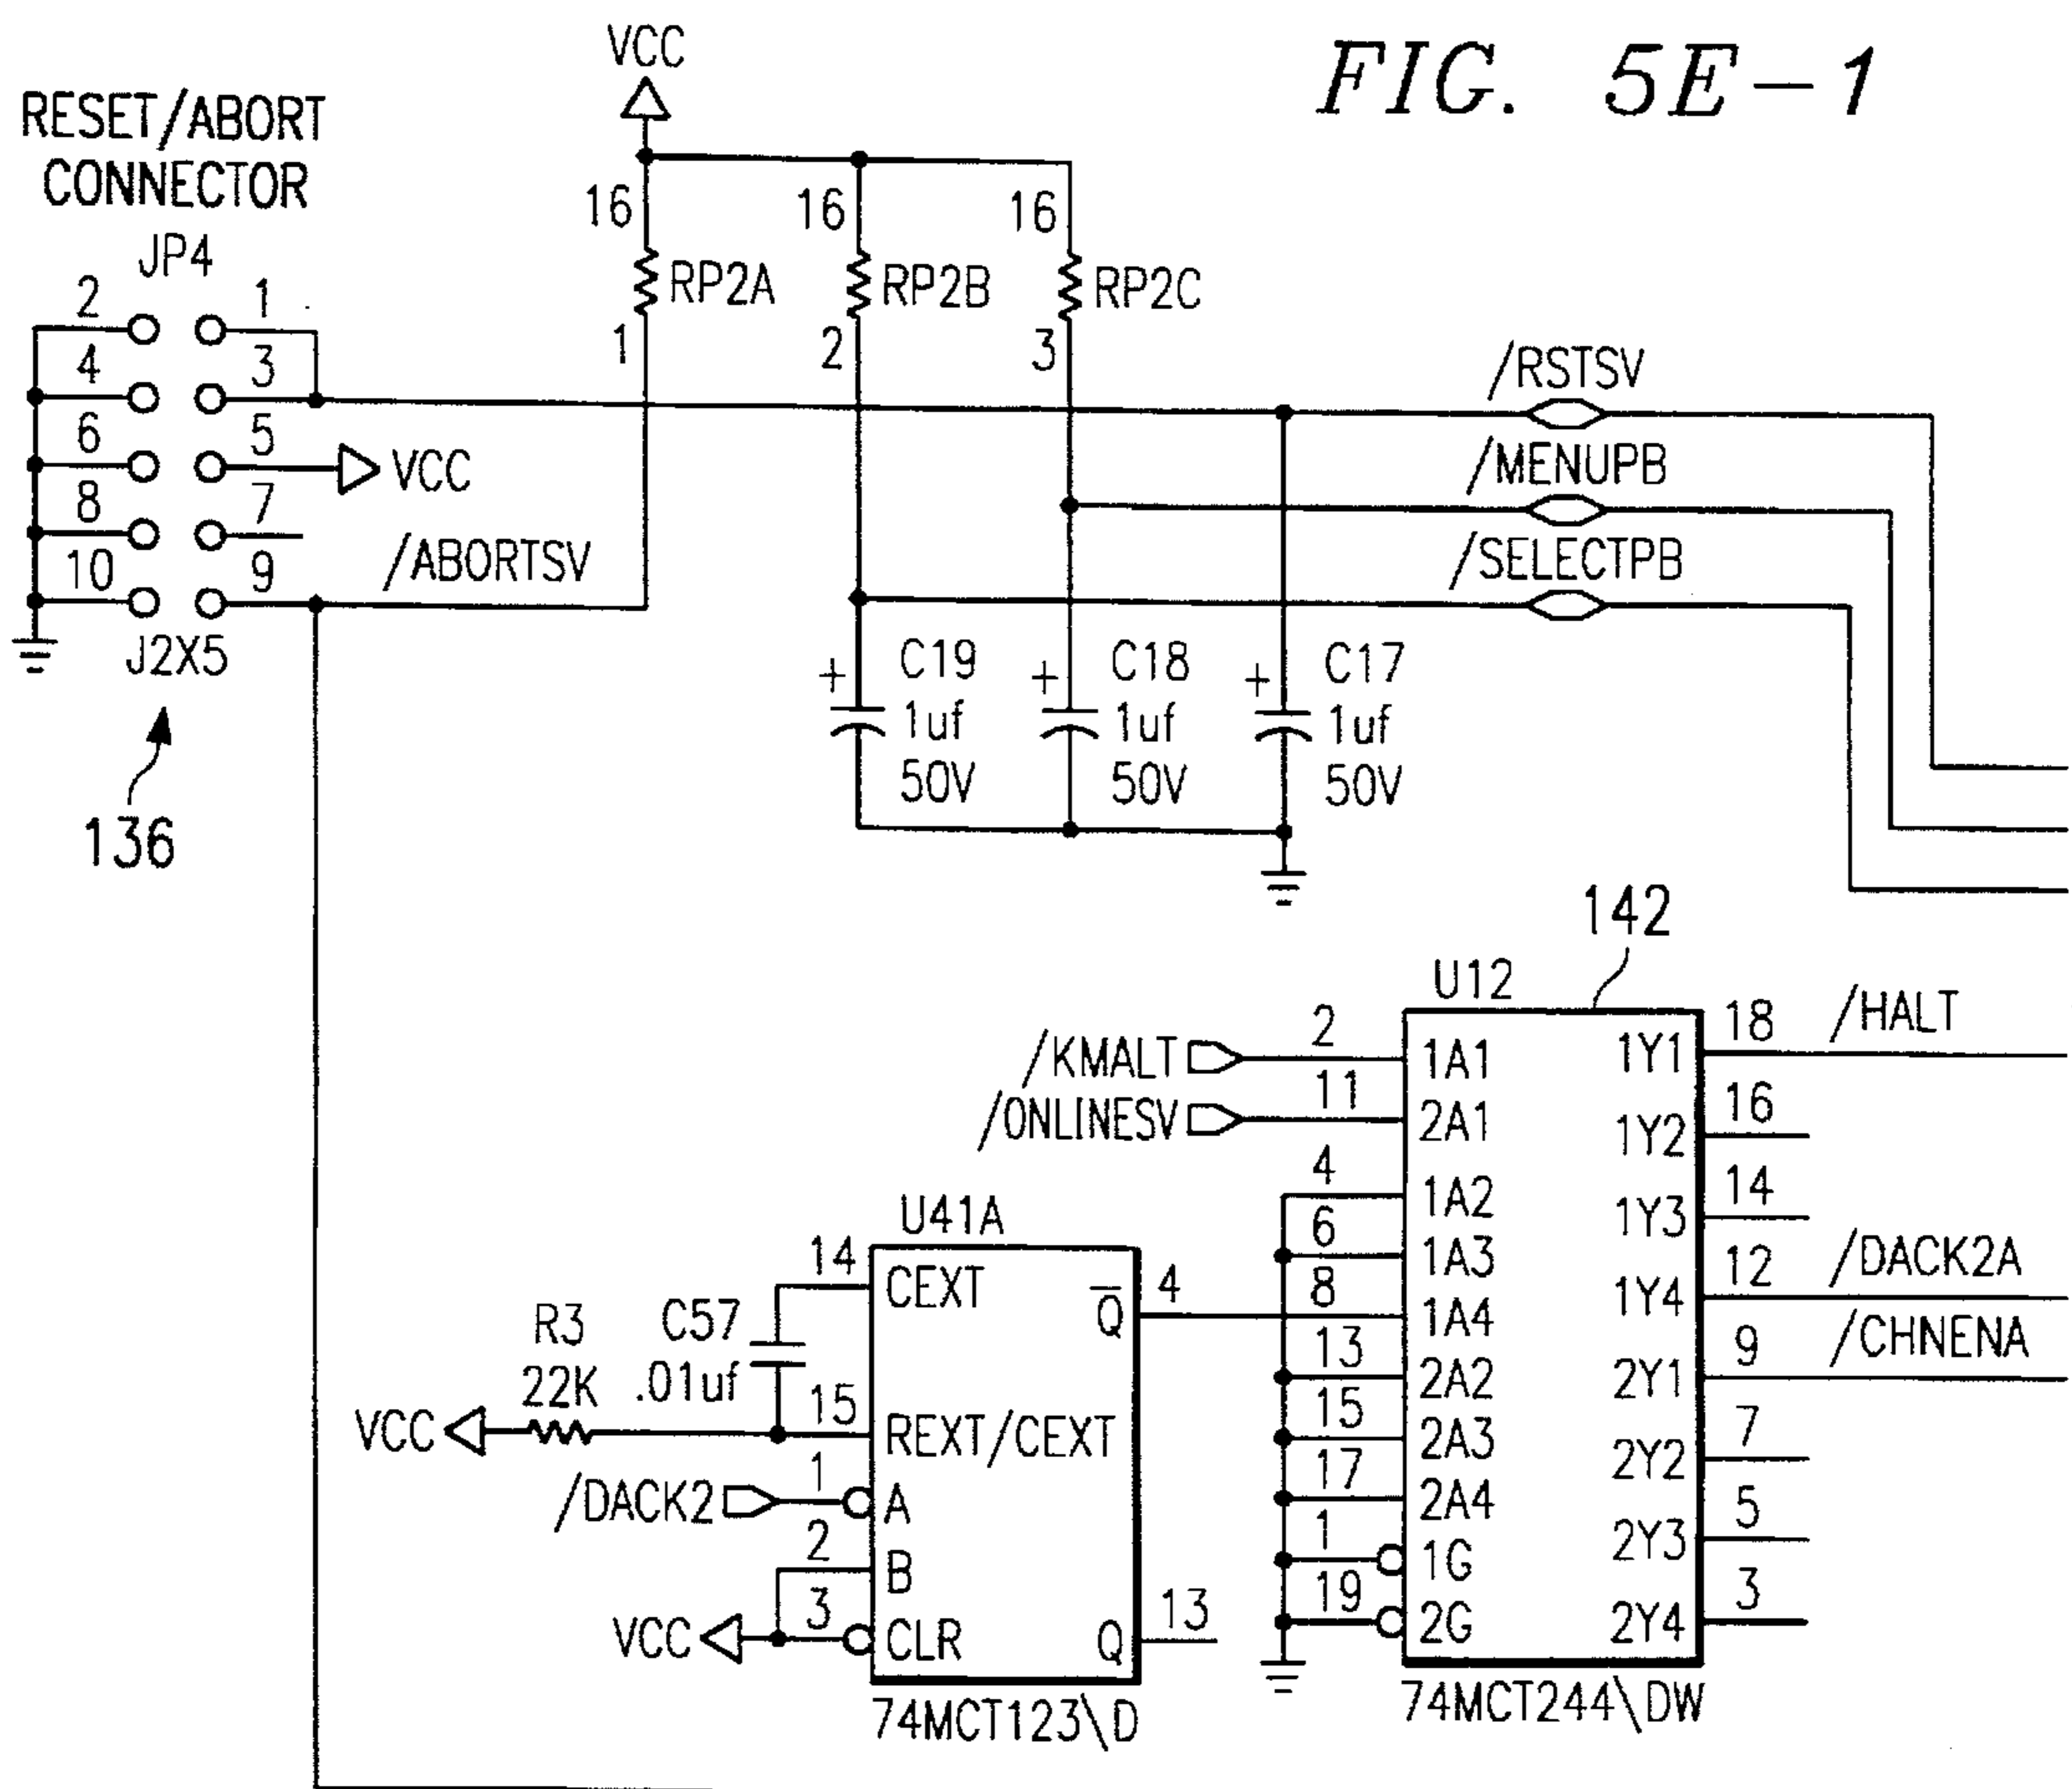 FIG. 5E-1
VCC
RESET/ABORT
CONNECTOR
JP4
16
16
16
RP2A
RP2B
RP2C
1
2
3
2
1
4
3
6
5
VCC
8
7
10
9
/ABORTSV
J2X5
136
/RSTSV
/MENUPB
/SELECTPB
+
C19
1uf
50V
+
C18
1uf
50V
+
C17
1uf
50V
142
U12
/KMALT
2
1A1
/ONLINESV
11
2A1
4
1A2
6
1A3
8
1A4
13
2A2
15
2A3
17
2A4
1
1G
19
2G
1Y1
18
/HALT
1Y2
16
1Y3
14
1Y4
12
/DACK2A
2Y1
9
/CHNENA
2Y2
7
2Y3
5
2Y4
3
74MCT244\DW
U41A
14
CEXT
Q
4
R3
22K
C57
.01uf
VCC
15
REXT/CEXT
/DACK2
1
A
2
B
VCC
3
CLR
Q
13
74MCT123\D